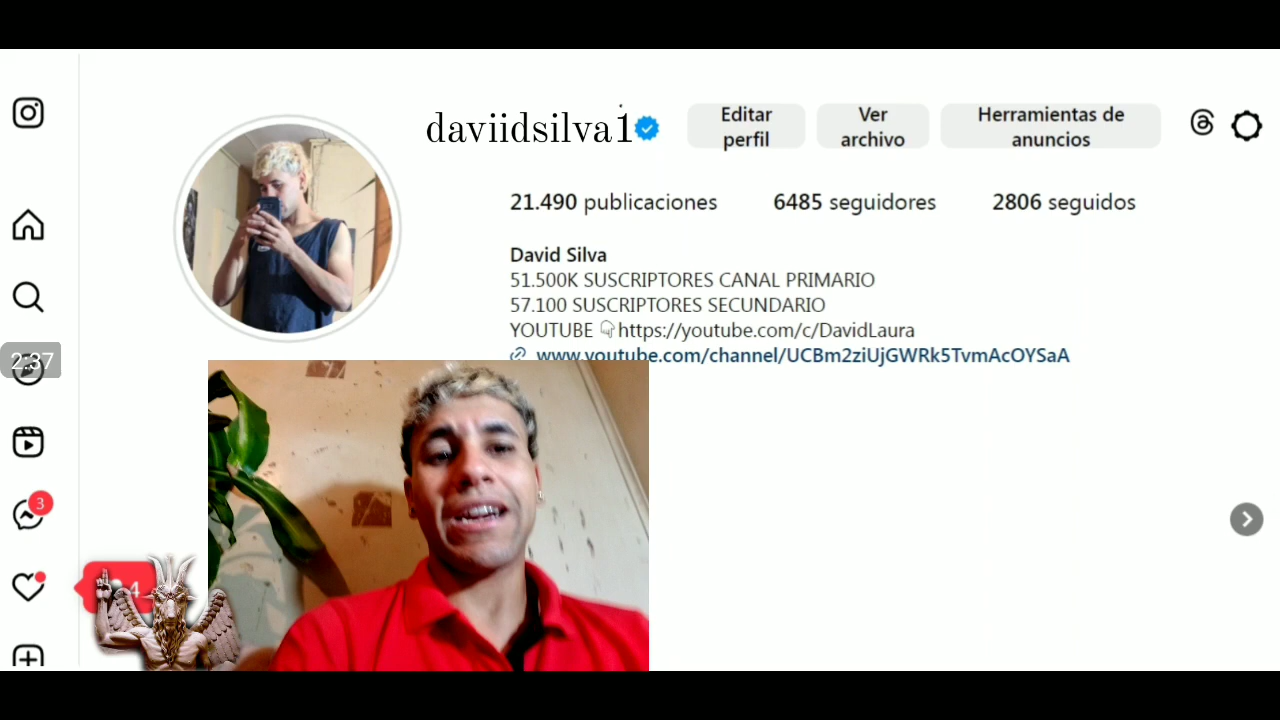 daviidsilva1
Editar perfil
Ver archivo
Herramientas de anuncios
21.490 publicaciones
6485 seguidores
2806 seguidos
David Silva
51.500K SUSCRIPTORES CANAL PRIMARIO
57.100 SUSCRIPTORES SECUNDARIO
YOUTUBE 👇https://youtube.com/c/DavidLaura
www.youtube.com/channel/UCBm2ziUjGWRk5TvmAcOYSaA
2:37
3